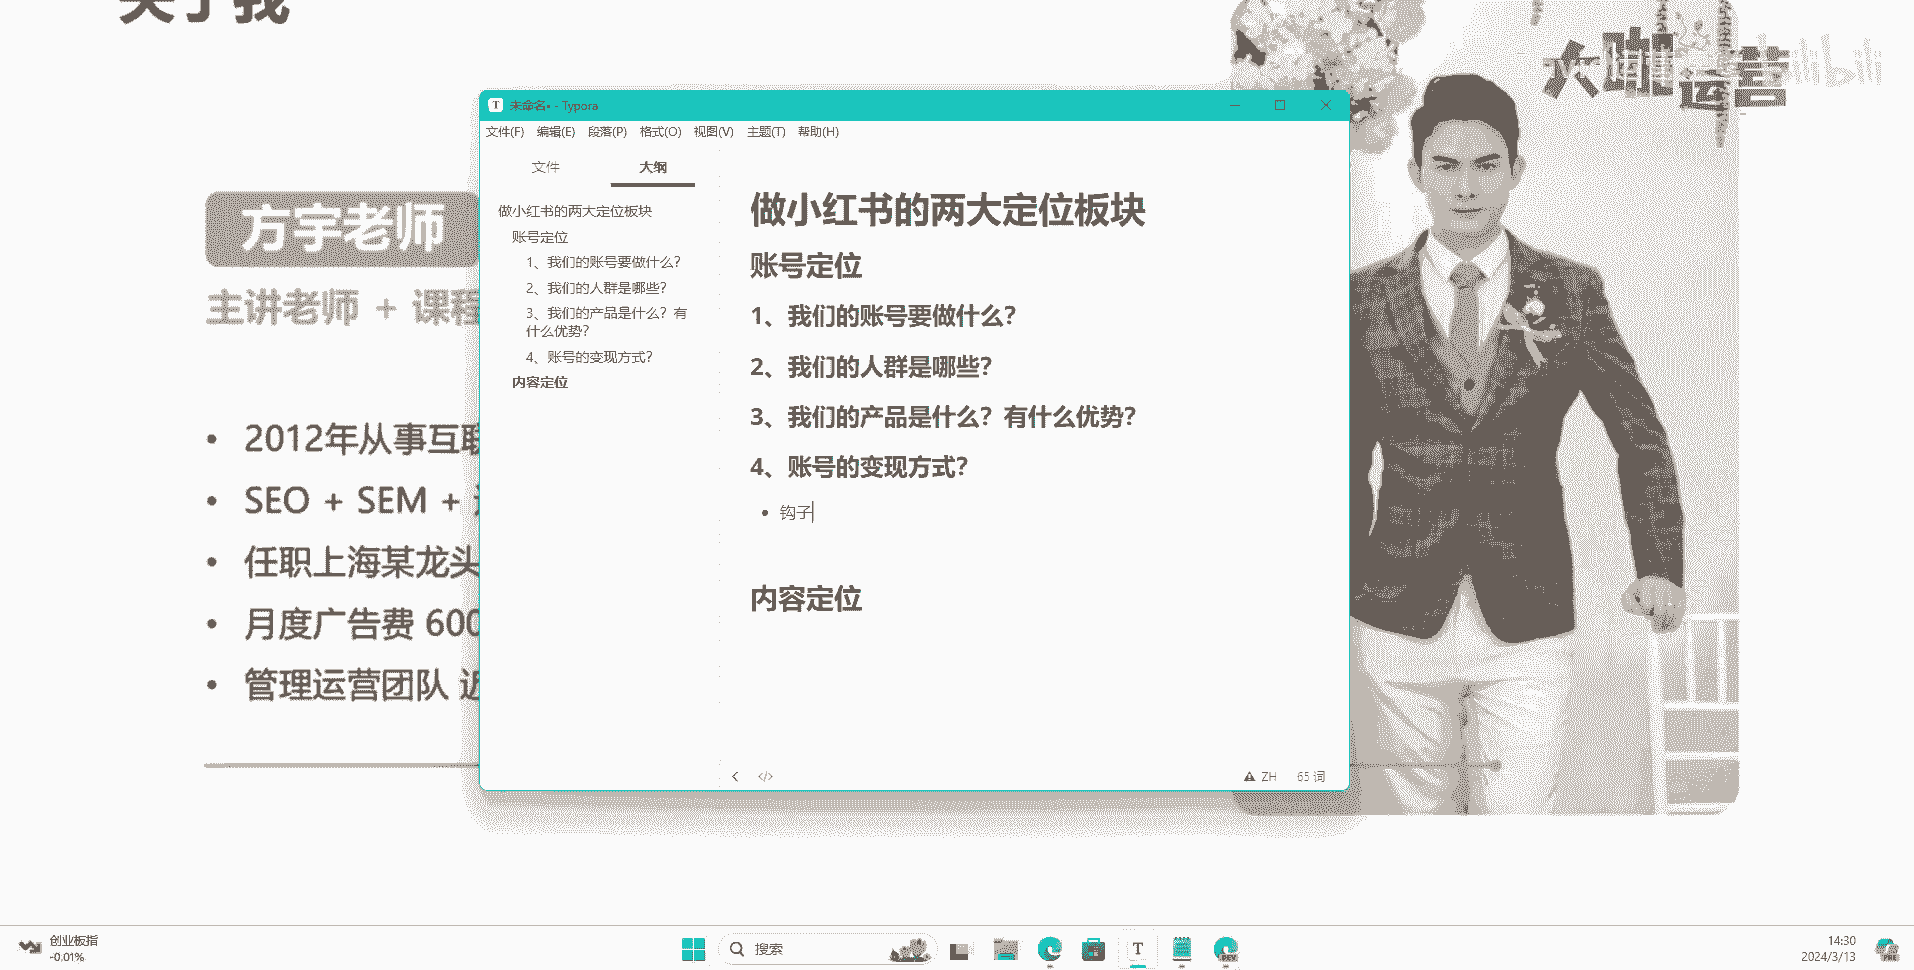 关于我
大咖运营
bilibili
方宇老师
主讲老师 + 课程
2012年从事互联
SEO + SEM +
任职上海某龙头
月度广告费 600
管理运营团队 近
未命名• - Typora
文件(F) 编辑(E) 段落(P) 格式(O) 视图(V) 主题(T) 帮助(H)
文件 大纲
做小红书的两大定位板块
账号定位
1、我们的账号要做什么?
2、我们的人群是哪些?
3、我们的产品是什么? 有
什么优势?
4、账号的变现方式?
内容定位
做小红书的两大定位板块
账号定位
1、我们的账号要做什么?
2、我们的人群是哪些?
3、我们的产品是什么? 有什么优势?
4、账号的变现方式?
钩子
内容定位
ZH 65 词
创业板指
-0.01%
搜索
14:30
2024/3/13